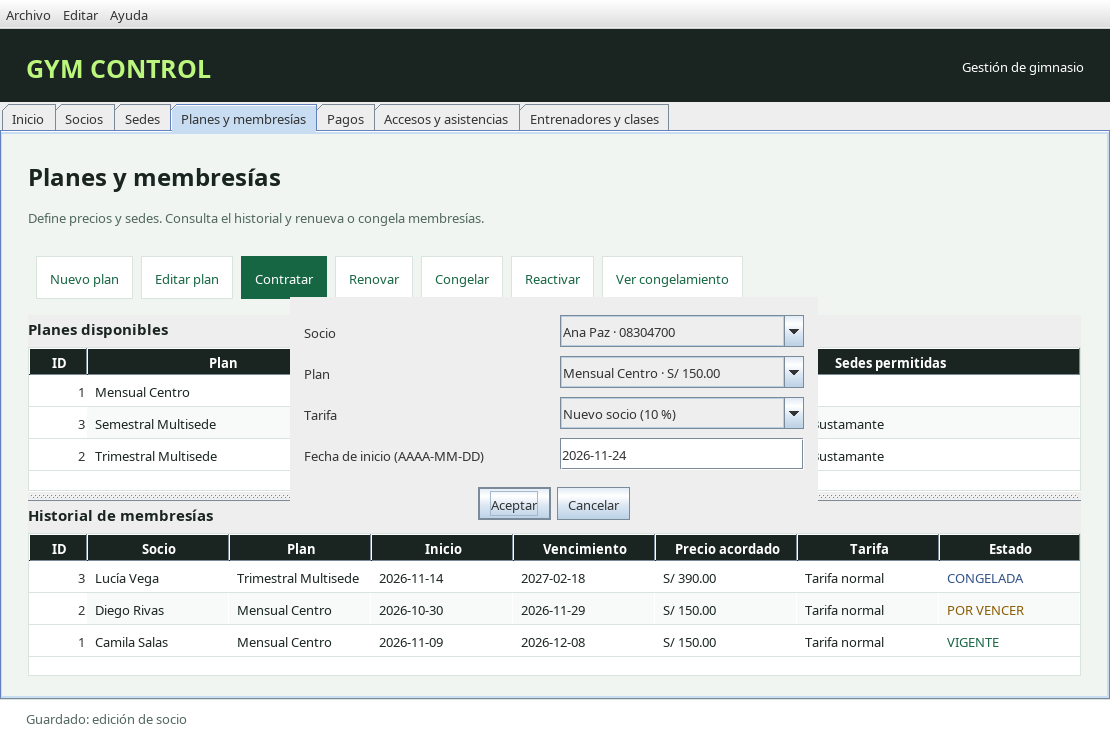 Archivo Editar Ayuda
GYM CONTROL
Gestión de gimnasio
Inicio Socios Sedes Planes y membresías Pagos Accesos y asistencias Entrenadores y clases
Planes y membresías
Define precios y sedes. Consulta el historial y renueva o congela membresías.
Nuevo plan Editar plan Contratar Renovar Congelar Reactivar Ver congelamiento
Planes disponibles
ID Plan Sedes permitidas
1 Mensual Centro
3 Semestral Multisede
2 Trimestral Multisede
Bustamante
Bustamante
Socio Ana Paz · 08304700
Plan Mensual Centro · S/ 150.00
Tarifa Nuevo socio (10 %)
Fecha de inicio (AAAA-MM-DD) 2026-11-24
Aceptar Cancelar
Historial de membresías
ID Socio Plan Inicio Vencimiento Precio acordado Tarifa Estado
3 Lucía Vega Trimestral Multisede 2026-11-14 2027-02-18 S/ 390.00 Tarifa normal CONGELADA
2 Diego Rivas Mensual Centro 2026-10-30 2026-11-29 S/ 150.00 Tarifa normal POR VENCER
1 Camila Salas Mensual Centro 2026-11-09 2026-12-08 S/ 150.00 Tarifa normal VIGENTE
Guardado: edición de socio